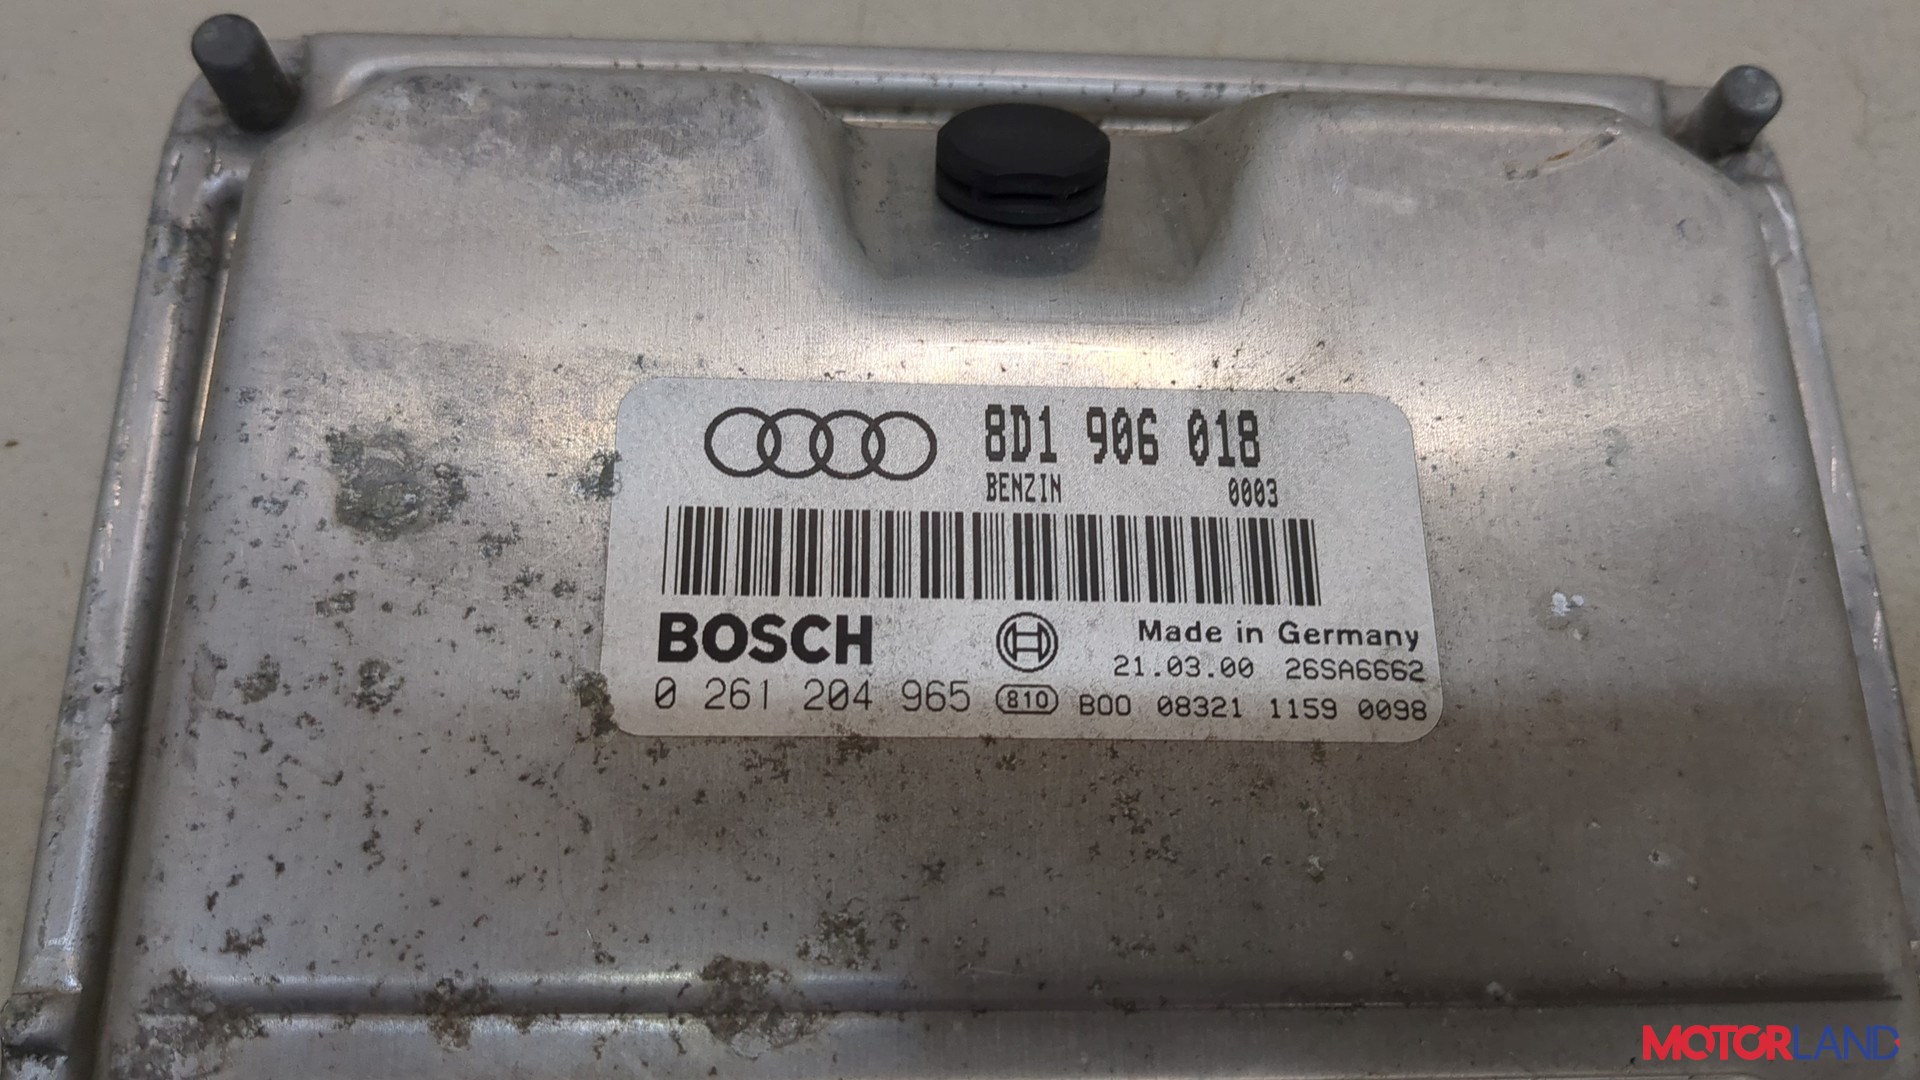 8D1 906 018
BENZIN 0003
BOSCH
Made in Germany
21.03.00 26SA6662
0 261 204 965 810 B00 08321 1159 0098
MOTORLAND